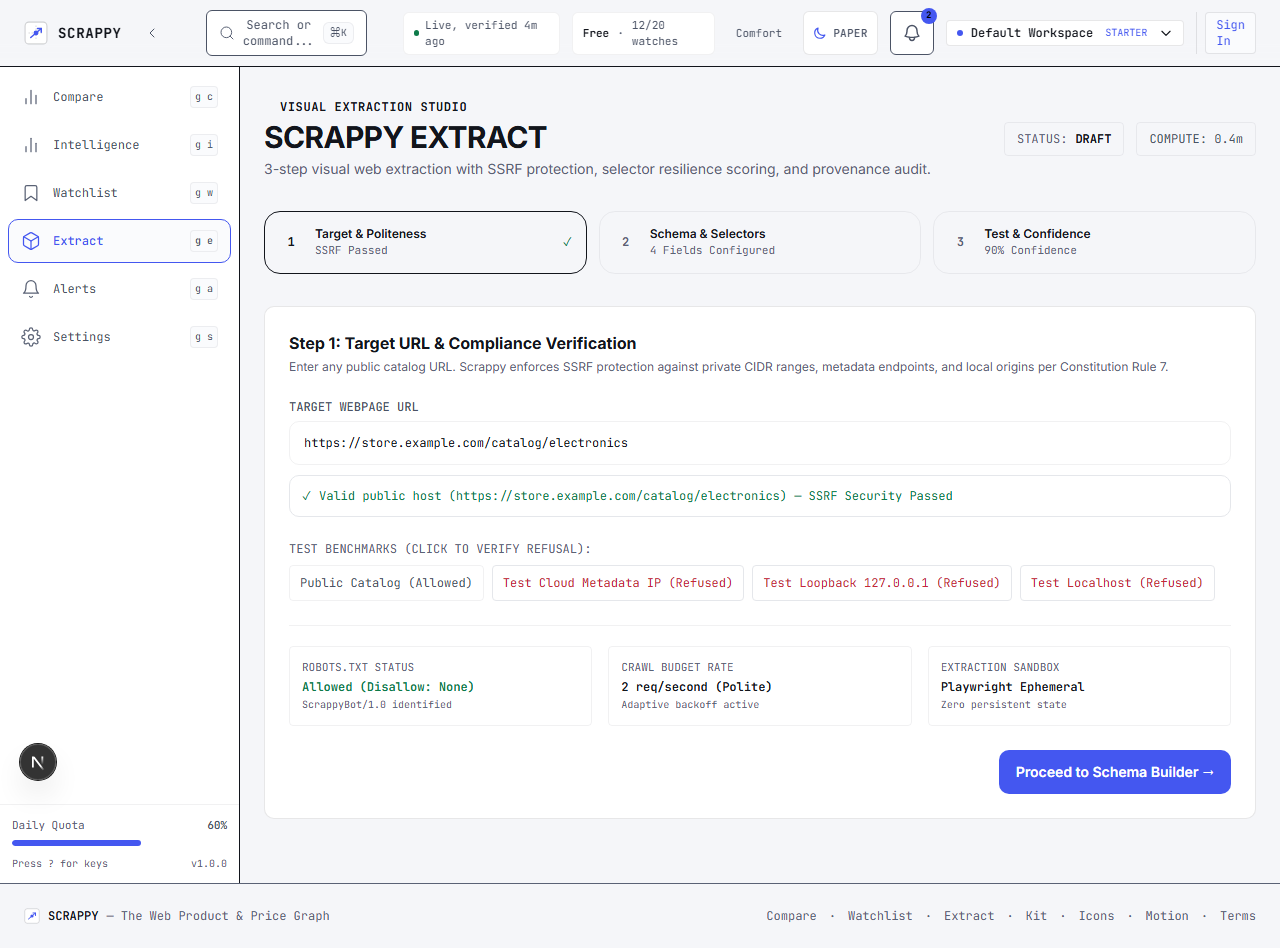 SCRAPPY
Search or command... ⌘K
Live, verified 4m ago
Free · 12/20 watches
Comfort
PAPER
2
Default Workspace STARTER
Sign In
Compare g c
Intelligence g i
Watchlist g w
Extract g e
Alerts g a
Settings g s
N
Daily Quota 60%
Press ? for keys v1.0.0
VISUAL EXTRACTION STUDIO
SCRAPPY EXTRACT
3-step visual web extraction with SSRF protection, selector resilience scoring, and provenance audit.
STATUS: DRAFT
COMPUTE: 0.4m
1 Target & Politeness ✓
SSRF Passed
2 Schema & Selectors
4 Fields Configured
3 Test & Confidence
90% Confidence
Step 1: Target URL & Compliance Verification
Enter any public catalog URL. Scrappy enforces SSRF protection against private CIDR ranges, metadata endpoints, and local origins per Constitution Rule 7.
TARGET WEBPAGE URL
https://store.example.com/catalog/electronics
✓ Valid public host (https://store.example.com/catalog/electronics) — SSRF Security Passed
TEST BENCHMARKS (CLICK TO VERIFY REFUSAL):
Public Catalog (Allowed)
Test Cloud Metadata IP (Refused)
Test Loopback 127.0.0.1 (Refused)
Test Localhost (Refused)
ROBOTS.TXT STATUS
Allowed (Disallow: None)
ScrappyBot/1.0 identified
CRAWL BUDGET RATE
2 req/second (Polite)
Adaptive backoff active
EXTRACTION SANDBOX
Playwright Ephemeral
Zero persistent state
Proceed to Schema Builder →
SCRAPPY — The Web Product & Price Graph
Compare · Watchlist · Extract · Kit · Icons · Motion · Terms